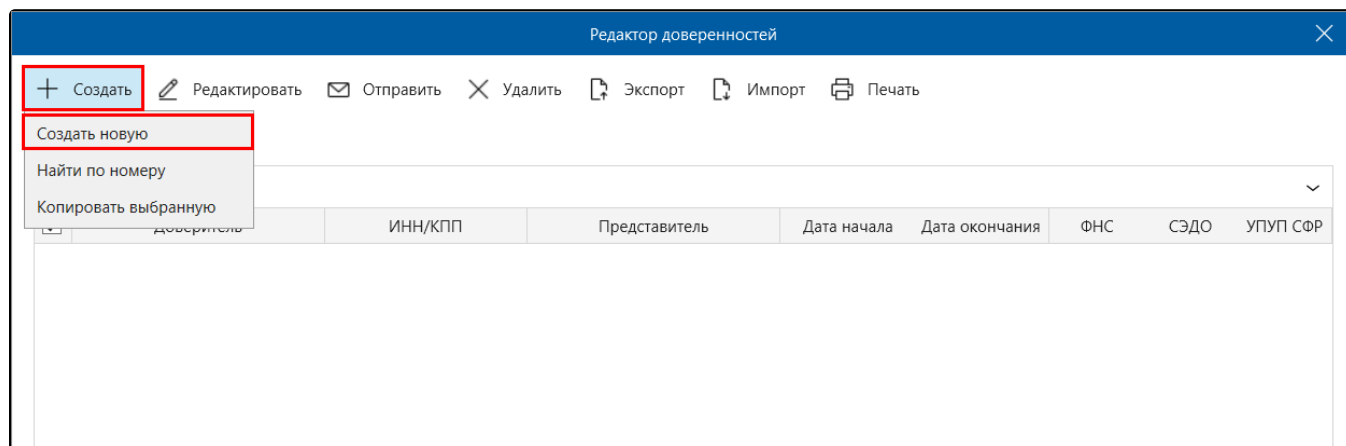 Редактор доверенностей
Создать Редактировать Отправить Удалить Экспорт Импорт Печать
Создать новую
Найти по номеру
Копировать выбранную
Доверитель ИНН/КПП Представитель Дата начала Дата окончания ФНС СЭДО УПУП СФР